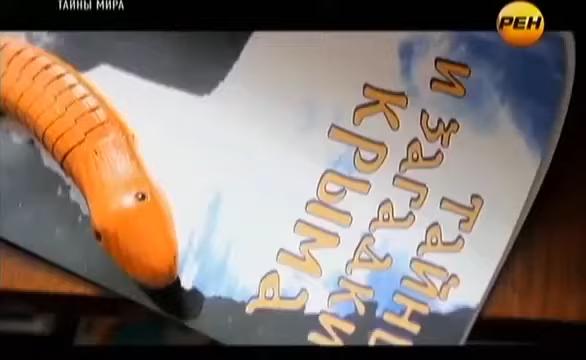 ТАЙНЫ МИРА
РЕН
ТАЙНЫ
И ЗАГАДКИ
КРЫМА